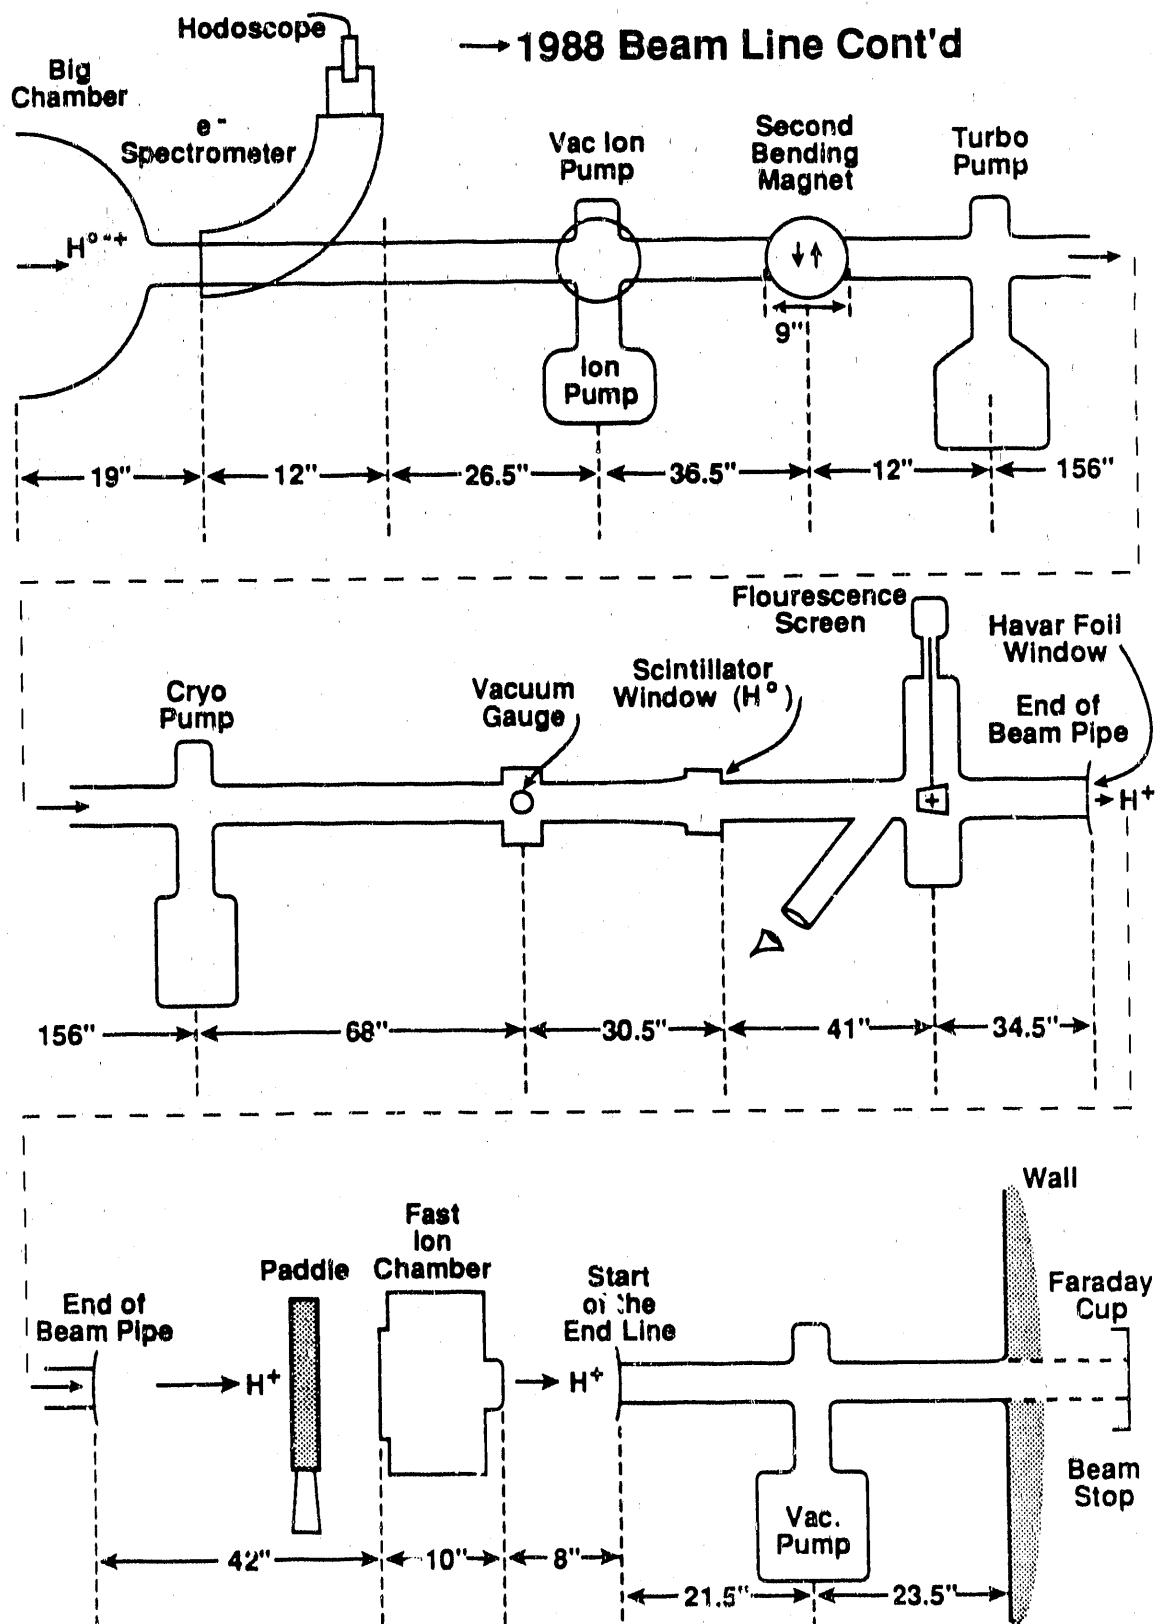 Hodoscope
→1988 Beam Line Cont'd
Big
Chamber
e-
Spectrometer
Vac Ion
Pump
Second
Bending
Magnet
Turbo
Pump
H° - +
9"
Ion
Pump
19"
12"
26.5"
36.5"
12"
156"
Flourescence
Screen
Havar Foil
Window
Scintillator
Window (H°)
Cryo
Pump
Vacuum
Gauge
End of
Beam Pipe
H+
156"
68"
30.5"
41"
34.5"
Wall
Fast
Ion
Chamber
Paddle
Start
of the
End Line
Faraday
Cup
End of
Beam Pipe
H+
H+
Beam
Stop
Vac.
Pump
42"
10"
8"
21.5"
23.5"